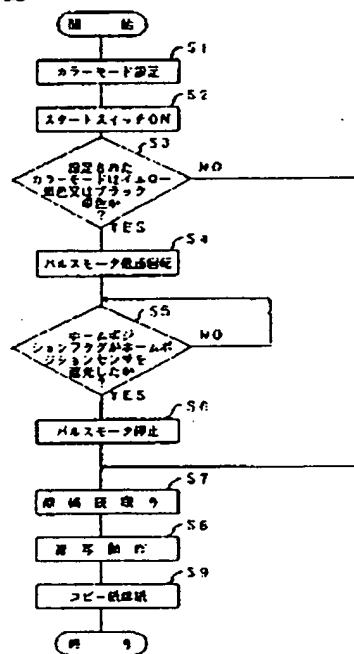 開 始
S1
カラーモード設定
S2
スタートスイッチON
S3
設定された
カラーモードはイエロー
単色又はブラック
単色か
?
NO
YES
S4
パルスモータ低速回転
S5
ホームポジ
ションフラグがホームポ
ジションセンサを
遮光したか
?
NO
YES
S6
パルスモータ停止
S7
原稿読取り
S8
複写動作
S9
コピー紙排紙
終 り